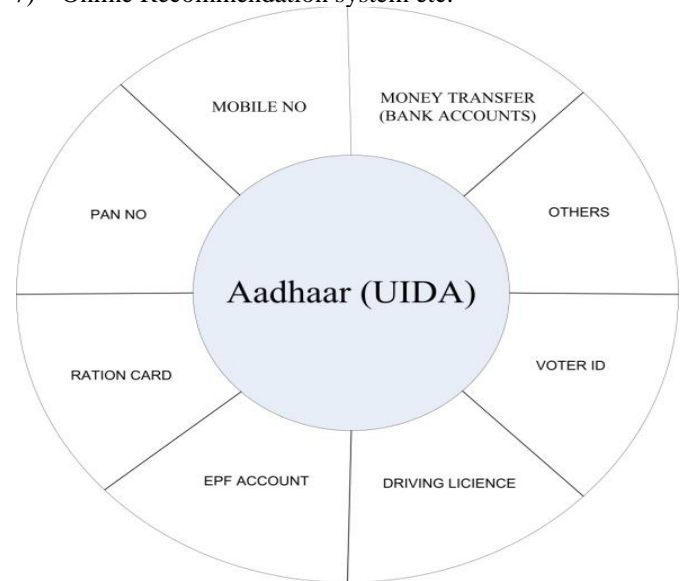 7) Online Recommendation system etc.
MOBILE NO
MONEY TRANSFER
(BANK ACCOUNTS)
PAN NO
OTHERS
Aadhaar (UIDA)
RATION CARD
VOTER ID
EPF ACCOUNT
DRIVING LICIENCE